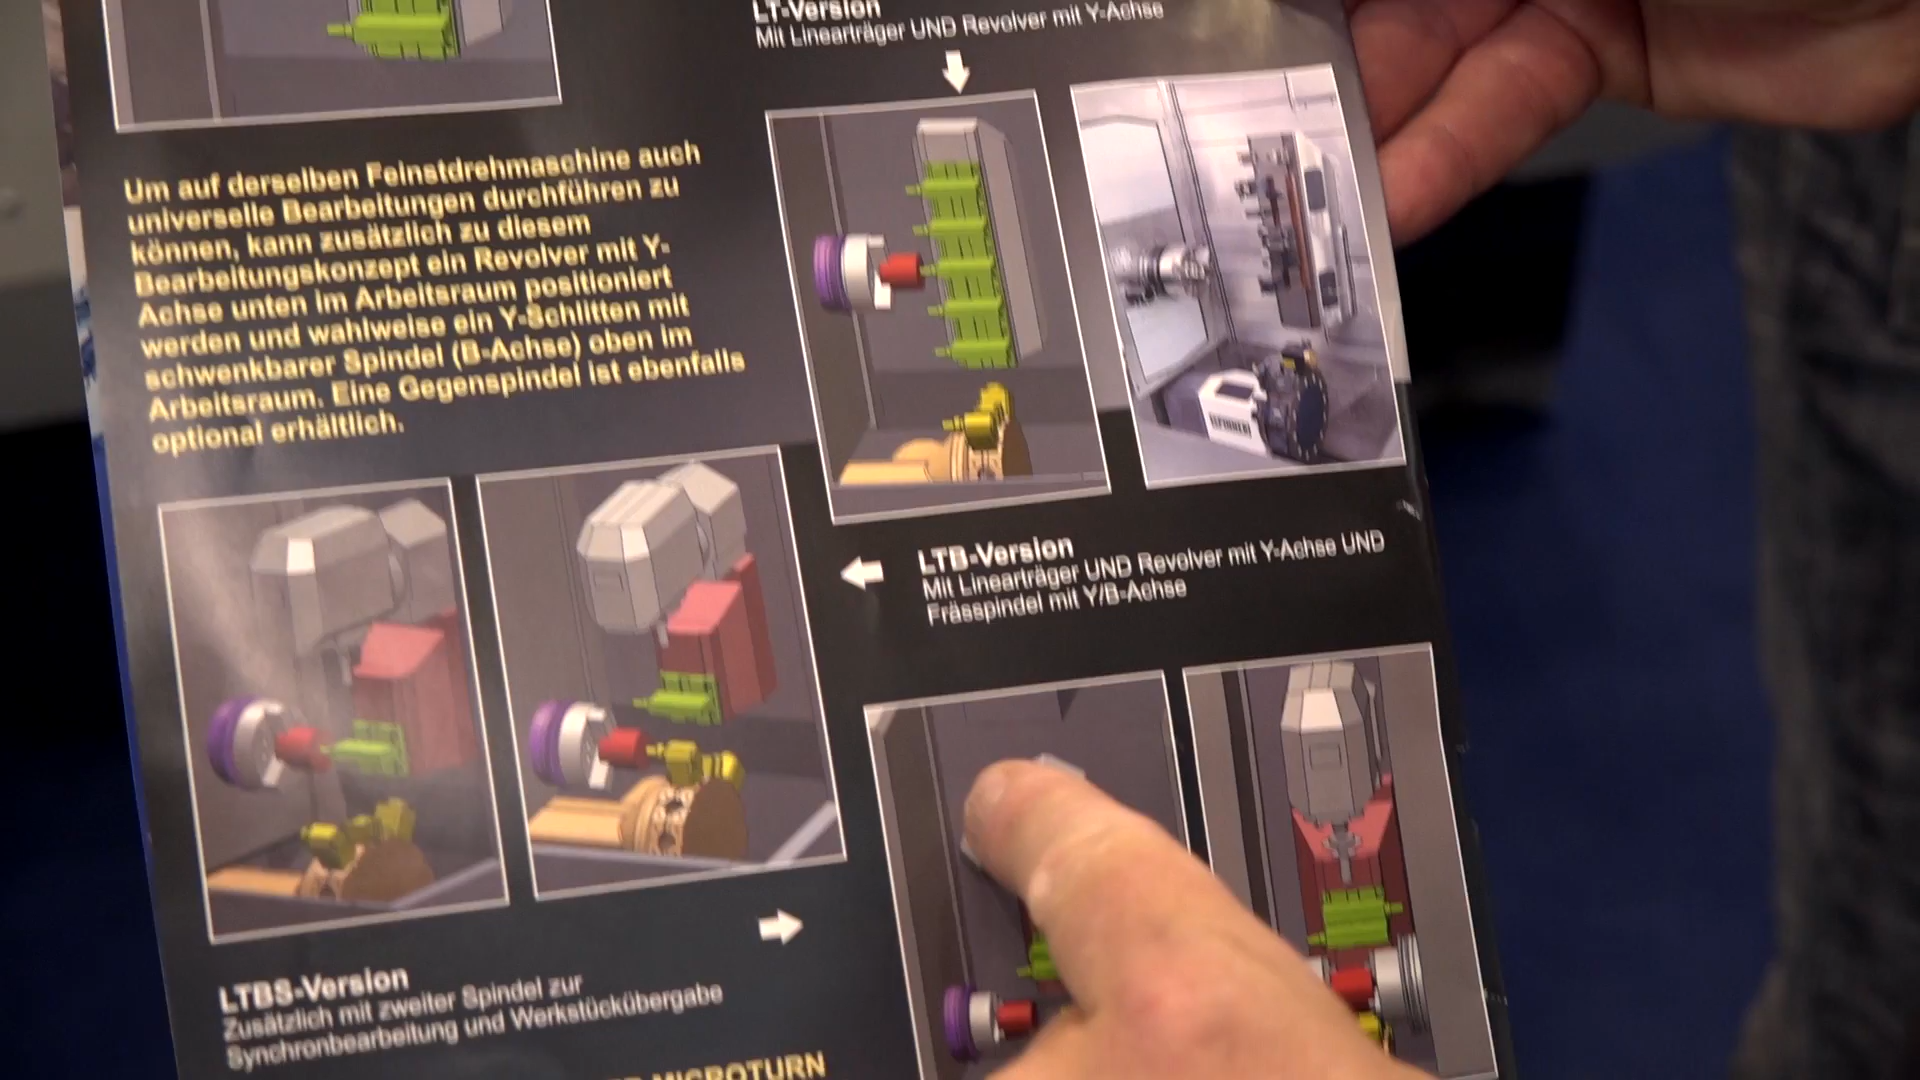 LT-Version
Mit Linearträger UND Revolver mit Y-Achse
Um auf derselben Feinstdrehmaschine auch
universelle Bearbeitungen durchführen zu
können, kann zusätzlich zu diesem
Bearbeitungskonzept ein Revolver mit Y-
Achse unten im Arbeitsraum positioniert
werden und wahlweise ein Y-Schlitten mit
schwenkbarer Spindel (B-Achse) oben im
Arbeitsraum. Eine Gegenspindel ist ebenfalls
optional erhältlich.
LTB-Version
Mit Linearträger UND Revolver mit Y-Achse UND
Frässpindel mit Y/B-Achse
LTBS-Version
Zusätzlich mit zweiter Spindel zur
Synchronbearbeitung und Werkstückübergabe
MICROTURN